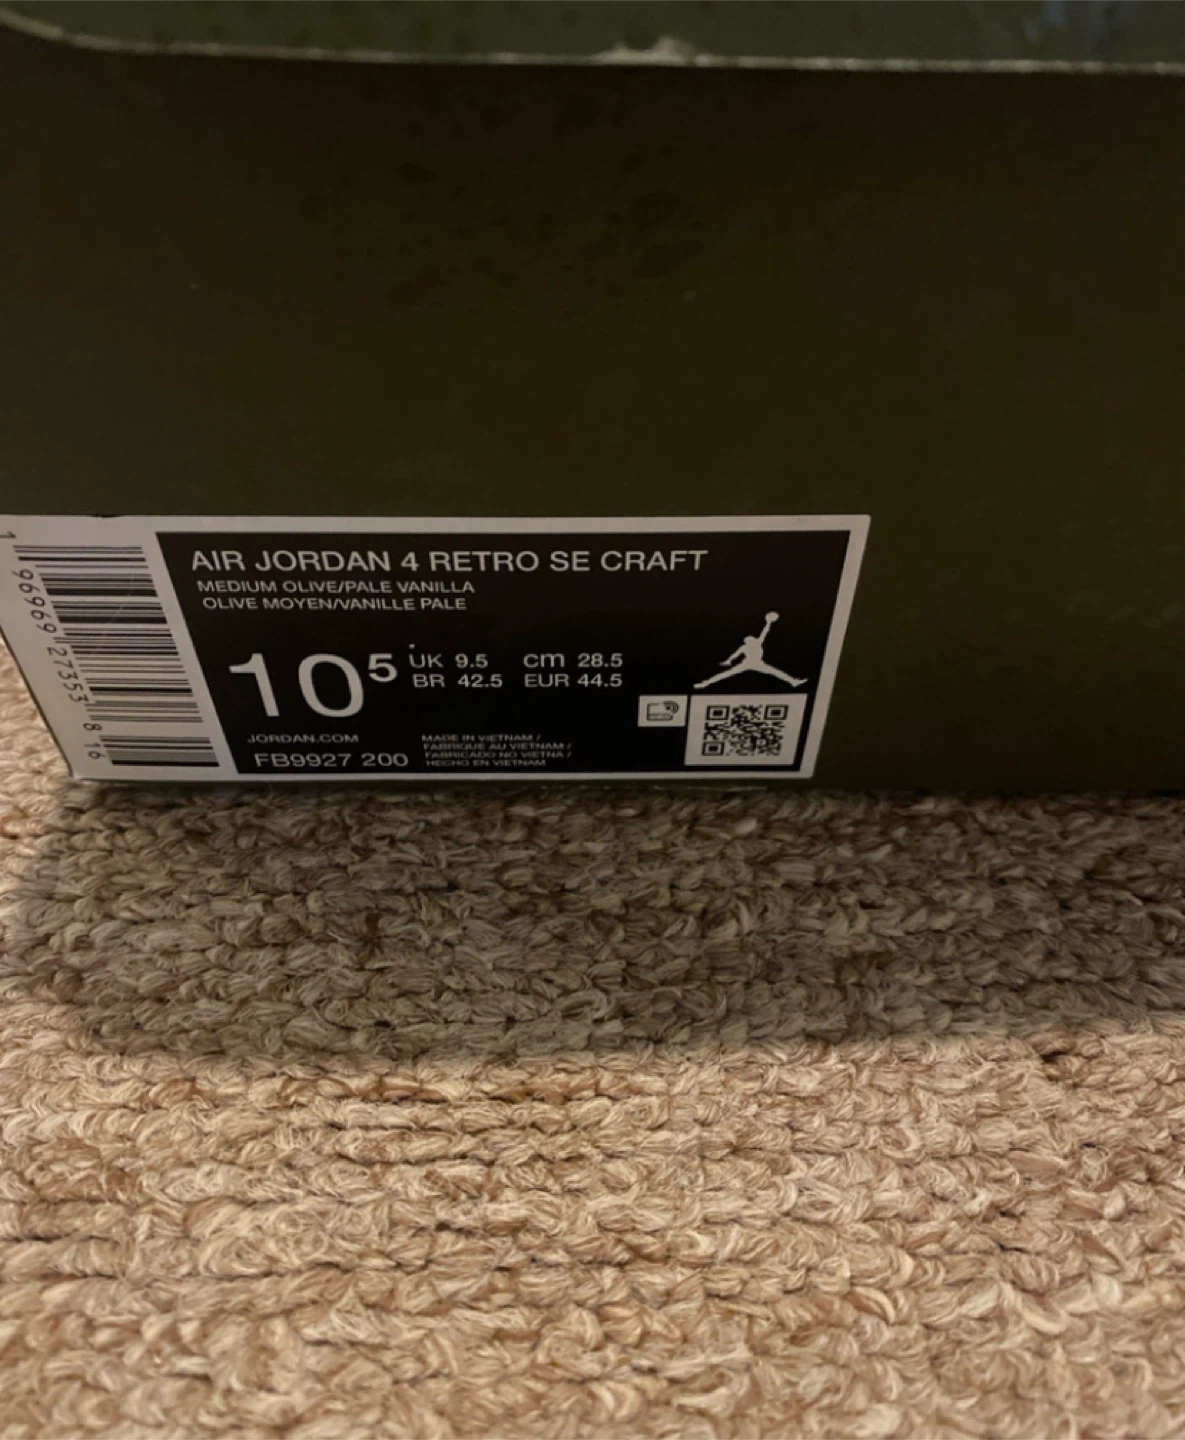 AIR JORDAN 4 RETRO SE CRAFT
MEDIUM OLIVE/PALE VANILLA
OLIVE MOYEN/VANILLE PALE
10⁵
UK 9.5 cm 28.5
BR 42.5 EUR 44.5
JORDAN.COM
FB9927 200
MADE IN VIETNAM /
FABRIQUE AU VIETNAM /
FABRICADO NO VIETNA /
HECHO EN VIETNAM
1 96969 27353 8 16